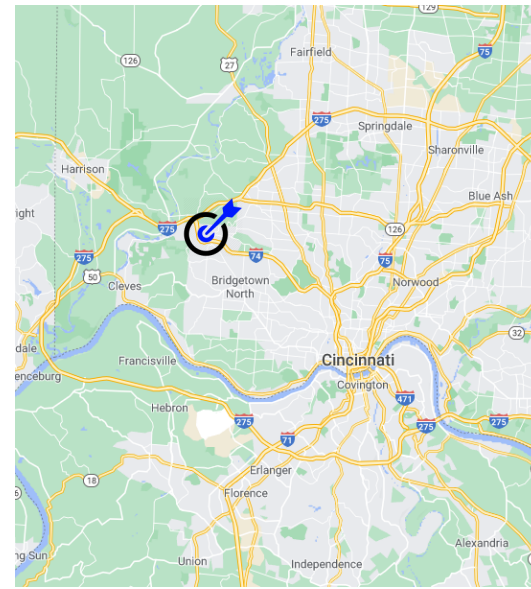 129
Fairfield
75
126
27
275
Springdale
Sharonville
Harrison
Blue Ash
ight
275
126
275
74
75
50
Cleves
Bridgetown
North
Norwood
32
dale
Francisville
Cincinnati
enceburg
Covington
471
Hebron
275
275
275
71
Erlanger
18
Florence
6
Alexandria
ng Sun
Union
Independence